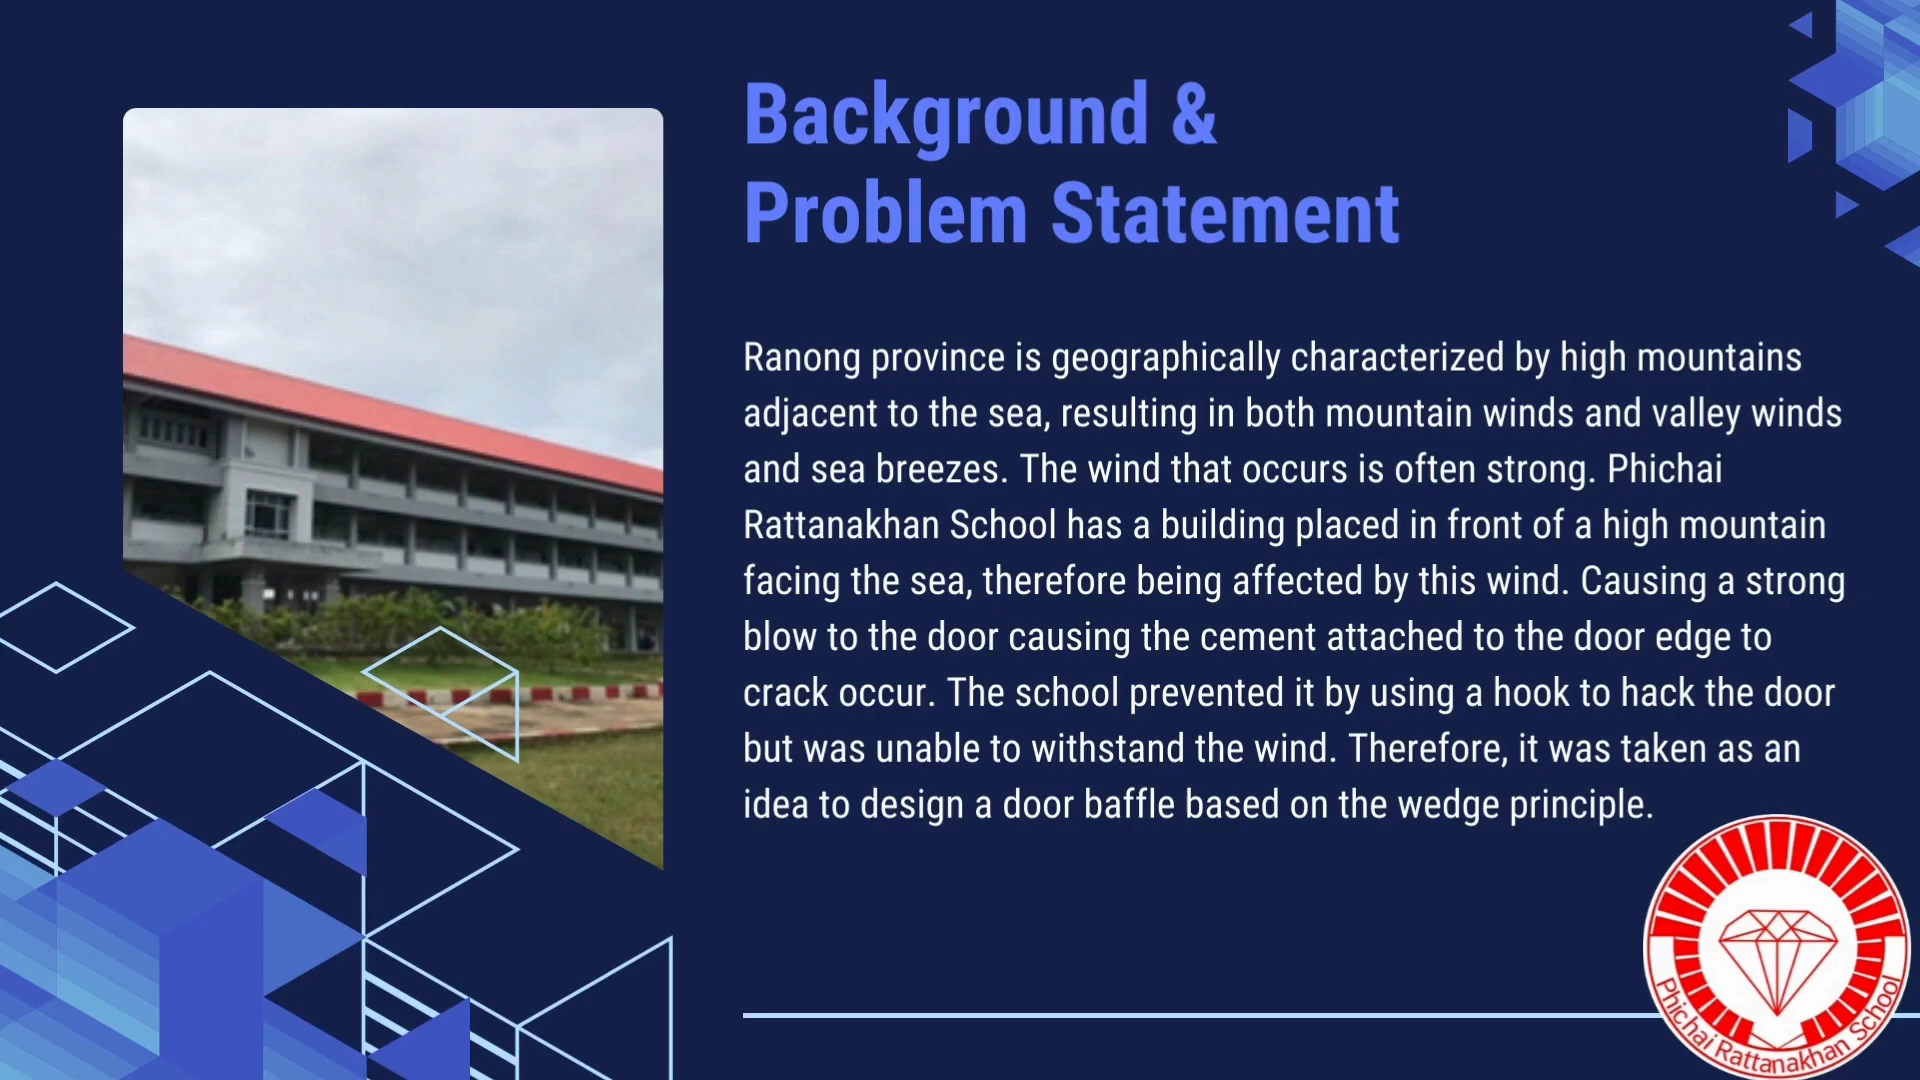 Background &
Problem Statement
Ranong province is geographically characterized by high mountains
adjacent to the sea, resulting in both mountain winds and valley winds
and sea breezes. The wind that occurs is often strong. Phichai
Rattanakhan School has a building placed in front of a high mountain
facing the sea, therefore being affected by this wind. Causing a strong
blow to the door causing the cement attached to the door edge to
crack occur. The school prevented it by using a hook to hack the door
but was unable to withstand the wind. Therefore, it was taken as an
idea to design a door baffle based on the wedge principle.
Phichai Rattanakhan School